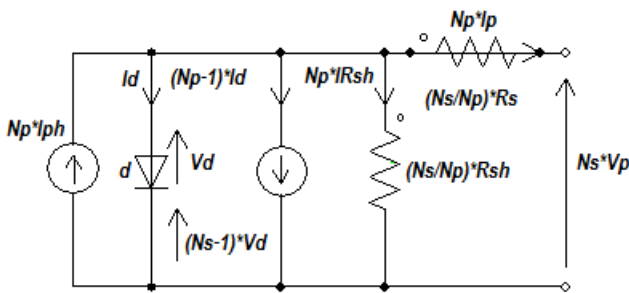 Np*Ip
Id
(Np-1)*Id
Np*IRsh
(Ns/Np)*Rs
Np*Iph
d
Vd
(Ns/Np)*Rsh
Ns*Vp
(Ns-1)*Vd